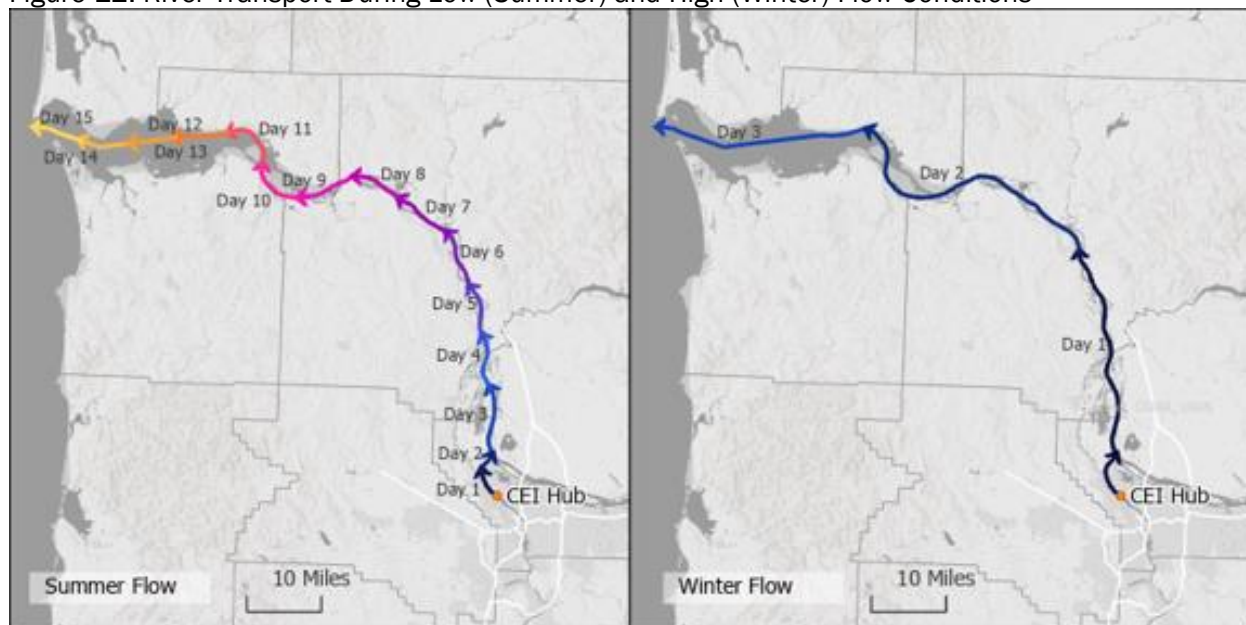 Figure 22. River Transport During Low (Summer) and High (Winter) Flow Conditions
Day 15
Day 14
Day 12
Day 13
Day 11
Day 10
Day 9
Day 8
Day 7
Day 6
Day 5
Day 4
Day 3
Day 2
Day 1
CEI Hub
Summer Flow
10 Miles
Day 3
Day 2
Day 1
CEI Hub
Winter Flow
10 Miles